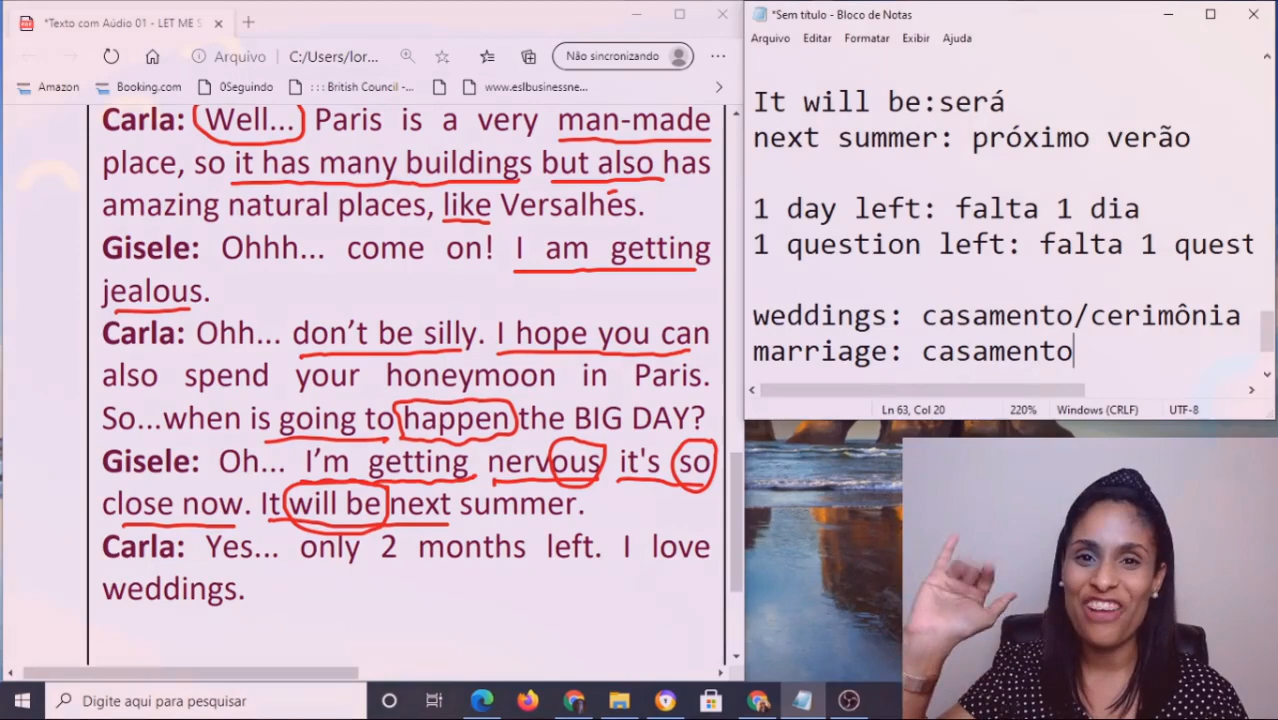 *Texto com Aúdio 01 - LET ME S
Arquivo
C:/Users/lor...
Não sincronizando
Amazon
Booking.com
0Seguindo
::: British Council -...
www.eslbusinessne...
Carla: Well... Paris is a very man-made
place, so it has many buildings but also has
amazing natural places, like Versalhes.
Gisele: Ohhh... come on! I am getting
jealous.
Carla: Ohh... don't be silly. I hope you can
also spend your honeymoon in Paris.
So...when is going to happen the BIG DAY?
Gisele: Oh... I'm getting nervous it's so
close now. It will be next summer.
Carla: Yes... only 2 months left. I love
weddings.
*Sem título - Bloco de Notas
Arquivo Editar Formatar Exibir Ajuda
It will be:será
next summer: próximo verão
1 day left: falta 1 dia
1 question left: falta 1 quest
weddings: casamento/cerimônia
marriage: casamento
Ln 63, Col 20
220%
Windows (CRLF)
UTF-8
Digite aqui para pesquisar